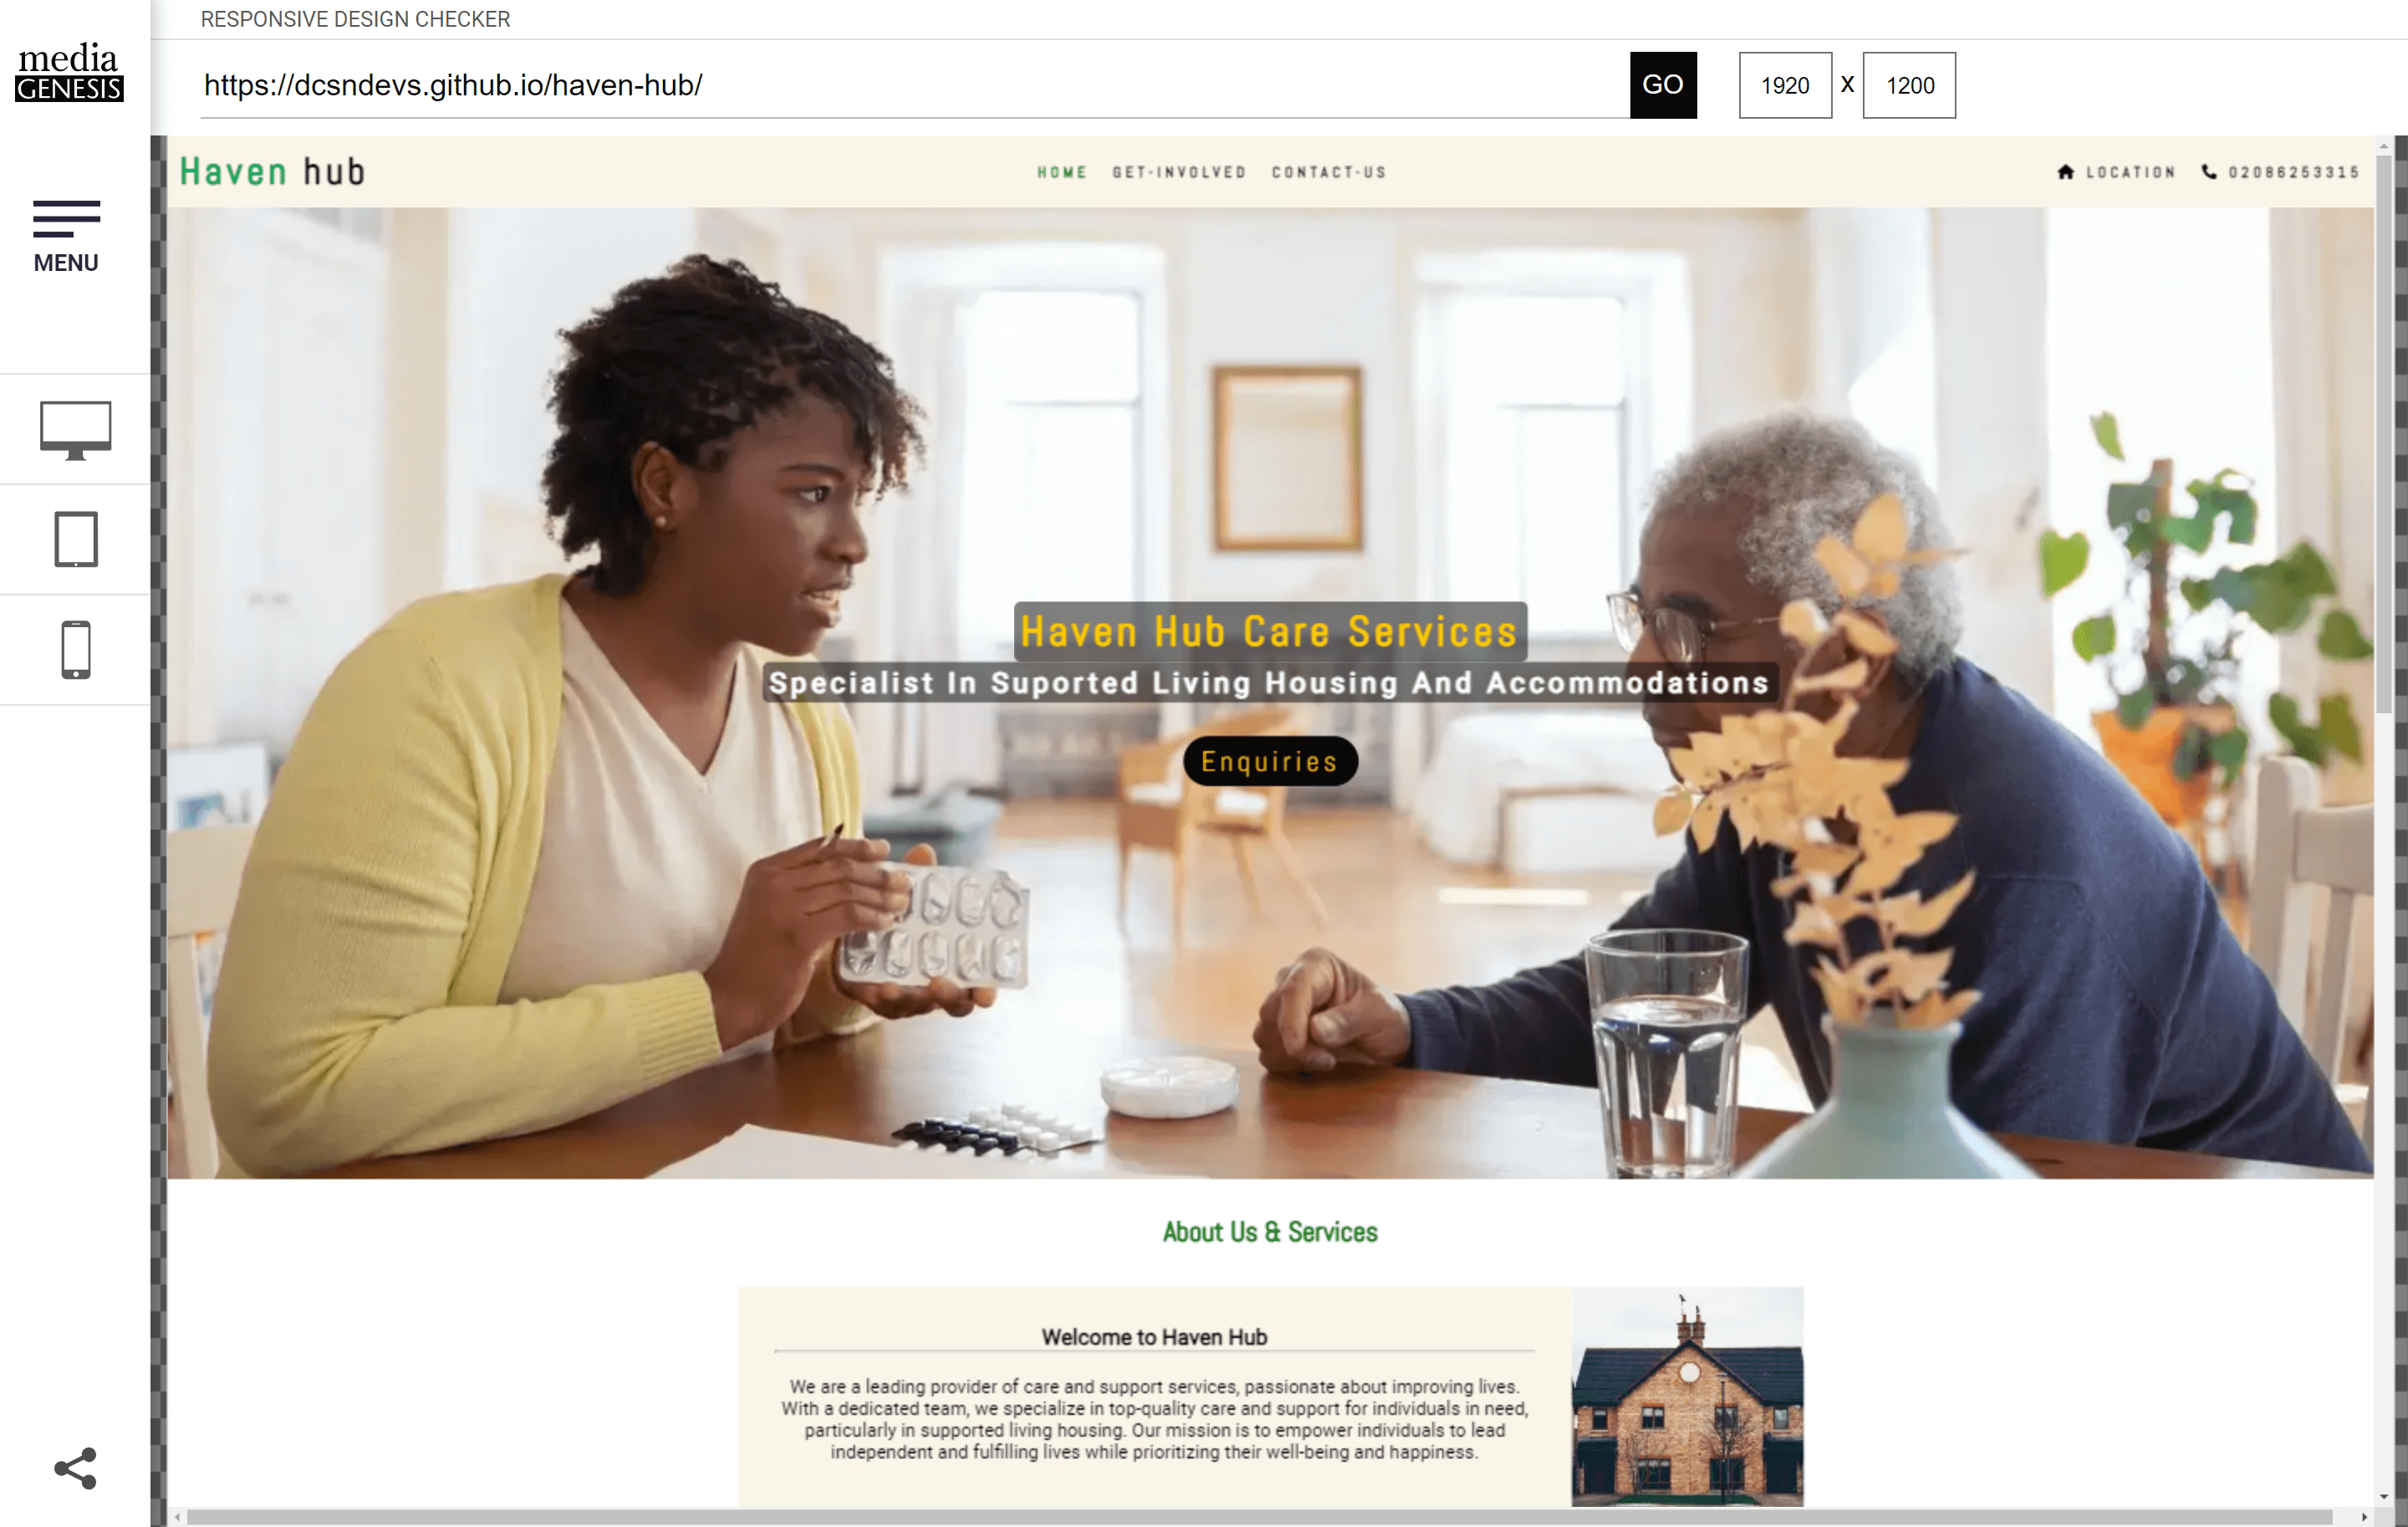 RESPONSIVE DESIGN CHECKER
media
GENESIS
https://dcsndevs.github.io/haven-hub/
GO
1920 X 1200
MENU
Haven hub
HOME GET-INVOLVED CONTACT-US
LOCATION 02086253315
Haven Hub Care Services
Specialist In Suported Living Housing And Accommodations
Enquiries
About Us & Services
Welcome to Haven Hub
We are a leading provider of care and support services, passionate about improving lives.
With a dedicated team, we specialize in top-quality care and support for individuals in need,
particularly in supported living housing. Our mission is to empower individuals to lead
independent and fulfilling lives while prioritizing their well-being and happiness.